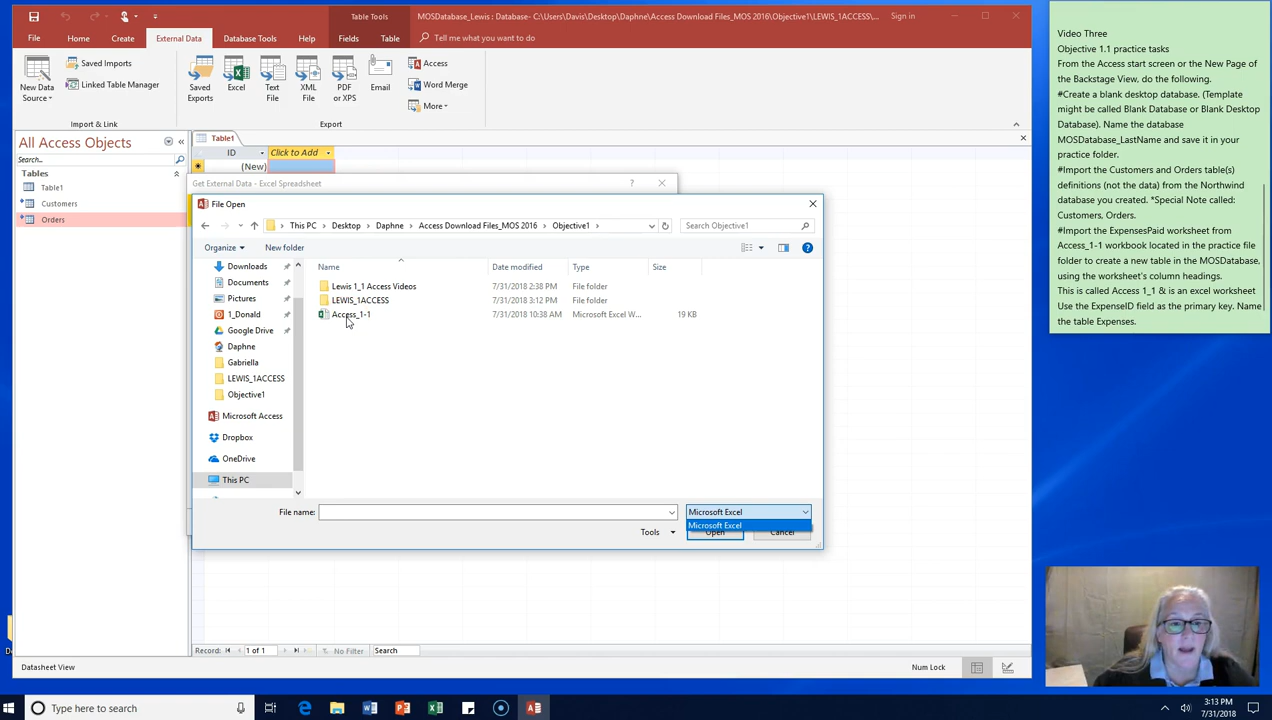 Table Tools
MOSDatabase_Lewis : Database- C:\Users\Davis\Desktop\Daphne\Access Download Files_MOS 2016\Objective1\LEWIS_1ACCESS\...
Sign in
File
Home
Create
External Data
Database Tools
Help
Fields
Table
Tell me what you want to do
New Data Source
Saved Imports
Linked Table Manager
Import & Link
Saved Exports
Excel
Text File
XML File
PDF or XPS
Email
Access
Word Merge
More
Export
All Access Objects
Search...
Tables
Table1
Customers
Orders
Table1
ID
Click to Add
(New)
Get External Data - Excel Spreadsheet
File Open
This PC > Desktop > Daphne > Access Download Files_MOS 2016 > Objective1 >
Search Objective1
Organize
New folder
Downloads
Documents
Pictures
1_Donald
Google Drive
Daphne
Gabriella
LEWIS_1ACCESS
Objective1
Microsoft Access
Dropbox
OneDrive
This PC
Name
Date modified
Type
Size
Lewis 1_1 Access Videos
7/31/2018 2:38 PM
File folder
LEWIS_1ACCESS
7/31/2018 3:12 PM
File folder
Access_1-1
7/31/2018 10:38 AM
Microsoft Excel W...
19 KB
File name:
Microsoft Excel
Microsoft Excel
Tools
Open
Cancel
Record:
1 of 1
No Filter
Search
Datasheet View
Num Lock
Video Three
Objective 1.1 practice tasks
From the Access start screen or the New Page of
the Backstage View, do the following.
#Create a blank desktop database. (Template
might be called Blank Database or Blank Desktop
Database). Name the database
MOSDatabase_LastName and save it in your
practice folder.
#Import the Customers and Orders table(s)
definitions (not the data) from the Northwind
database you created. *Special Note called:
Customers, Orders.
#Import the ExpensesPaid worksheet from
Access_1-1 workbook located in the practice file
folder to create a new table in the MOSDatabase,
using the worksheet's column headings.
This is called Access 1_1 & is an excel worksheet
Use the ExpenseID field as the primary key. Name
the table Expenses.
Type here to search
3:13 PM
7/31/2018